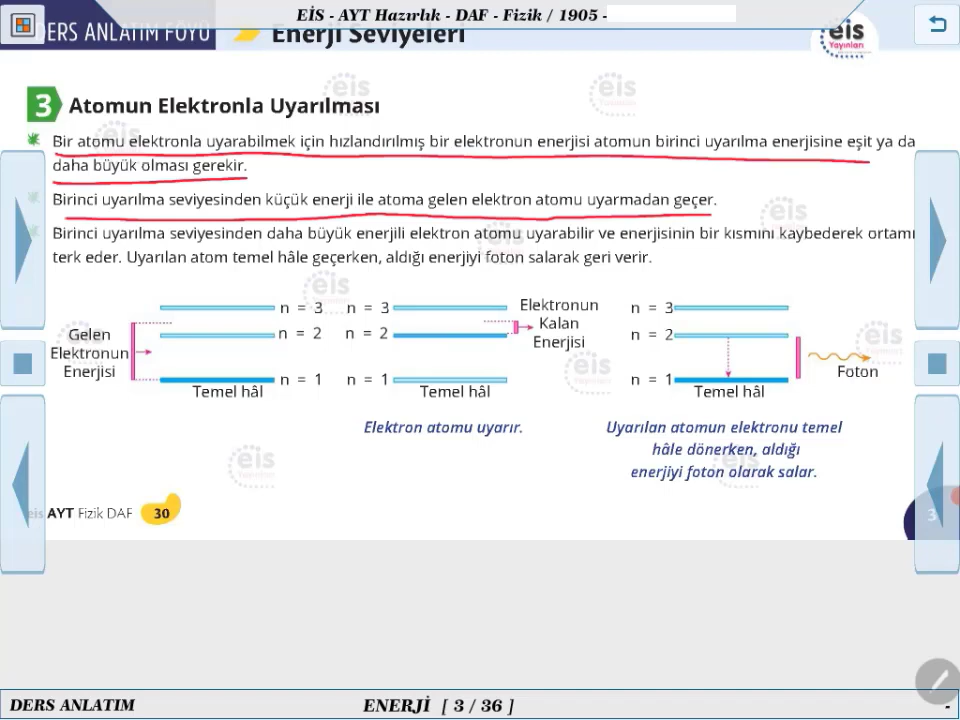 EİS - AYT Hazırlık - DAF - Fizik / 1905 -
DERS ANLATIM FÖYÜ
Enerji Seviyeleri
eis
Yayınları
3 Atomun Elektronla Uyarılması
Bir atomu elektronla uyarabilmek için hızlandırılmış bir elektronun enerjisi atomun birinci uyarılma enerjisine eşit ya da
daha büyük olması gerekir.
Birinci uyarılma seviyesinden küçük enerji ile atoma gelen elektron atomu uyarmadan geçer.
Birinci uyarılma seviyesinden daha büyük enerjili elektron atomu uyarabilir ve enerjisinin bir kısmını kaybederek ortamı
terk eder. Uyarılan atom temel hâle geçerken, aldığı enerjiyi foton salarak geri verir.
Gelen
Elektronun
Enerjisi
n = 3
n = 2
n = 1
Temel hâl
n = 3
n = 2
n = 1
Temel hâl
Elektronun
Kalan
Enerjisi
Elektron atomu uyarır.
n = 3
n = 2
n = 1
Temel hâl
Foton
Uyarılan atomun elektronu temel
hâle dönerken, aldığı
enerjiyi foton olarak salar.
eis AYT Fizik DAF 30
3
DERS ANLATIM
ENERJİ [ 3 / 36 ]
-